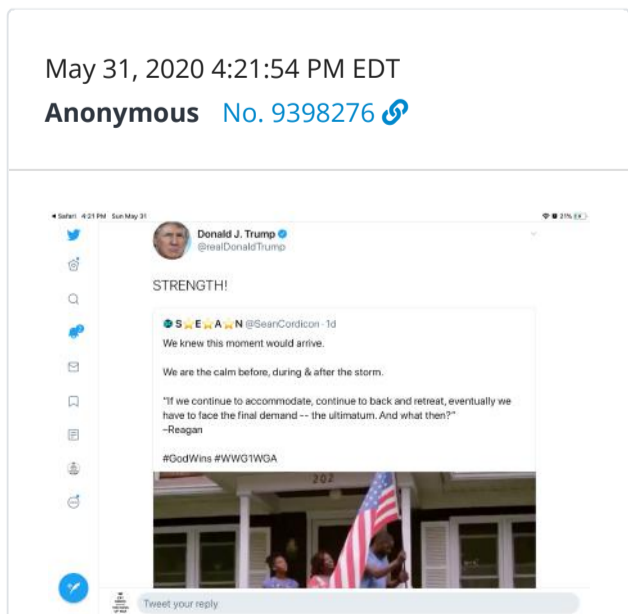 May 31, 2020 4:21:54 PM EDT
Anonymous No. 9398276
Safari 4:21 PM Sun May 31
21%
Donald J. Trump
@realDonaldTrump
STRENGTH!
S⭐E⭐A⭐N @SeanCordicon · 1d
We knew this moment would arrive.
We are the calm before, during & after the storm.
"If we continue to accommodate, continue to back and retreat, eventually we
have to face the final demand -- the ultimatum. And what then?"
~Reagan
#GodWins #WWG1WGA
202
Tweet your reply